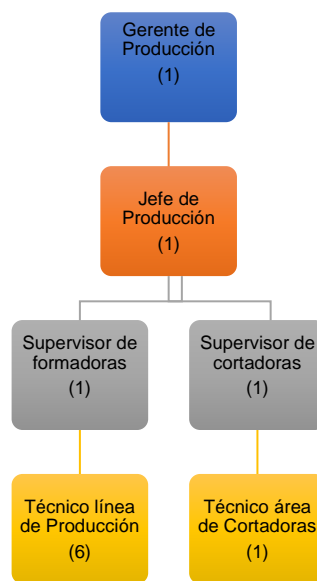 Gerente de
Producción
(1)
Jefe de
Producción
(1)
Supervisor de
formadoras
(1)
Supervisor de
cortadoras
(1)
Técnico línea
de Producción
(6)
Técnico área
de Cortadoras
(1)